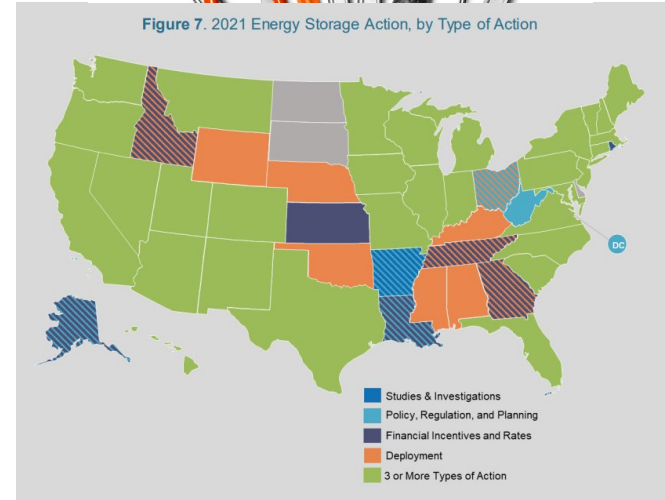 Figure 7. 2021 Energy Storage Action, by Type of Action
DC
Studies & Investigations
Policy, Regulation, and Planning
Financial Incentives and Rates
Deployment
3 or More Types of Action